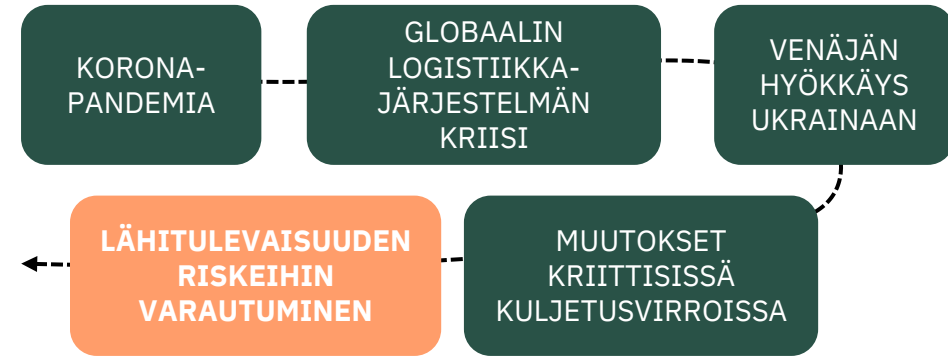 KORONA-
PANDEMIA
GLOBAALIN
LOGISTIIKKA-
JÄRJESTELMÄN
KRIISI
VENÄJÄN
HYÖKKÄYS
UKRAINAAN
MUUTOKSET
KRIITTISISSÄ
KULJETUSVIRROISSA
LÄHITULEVAISUUDEN
RISKEIHIN
VARAUTUMINEN